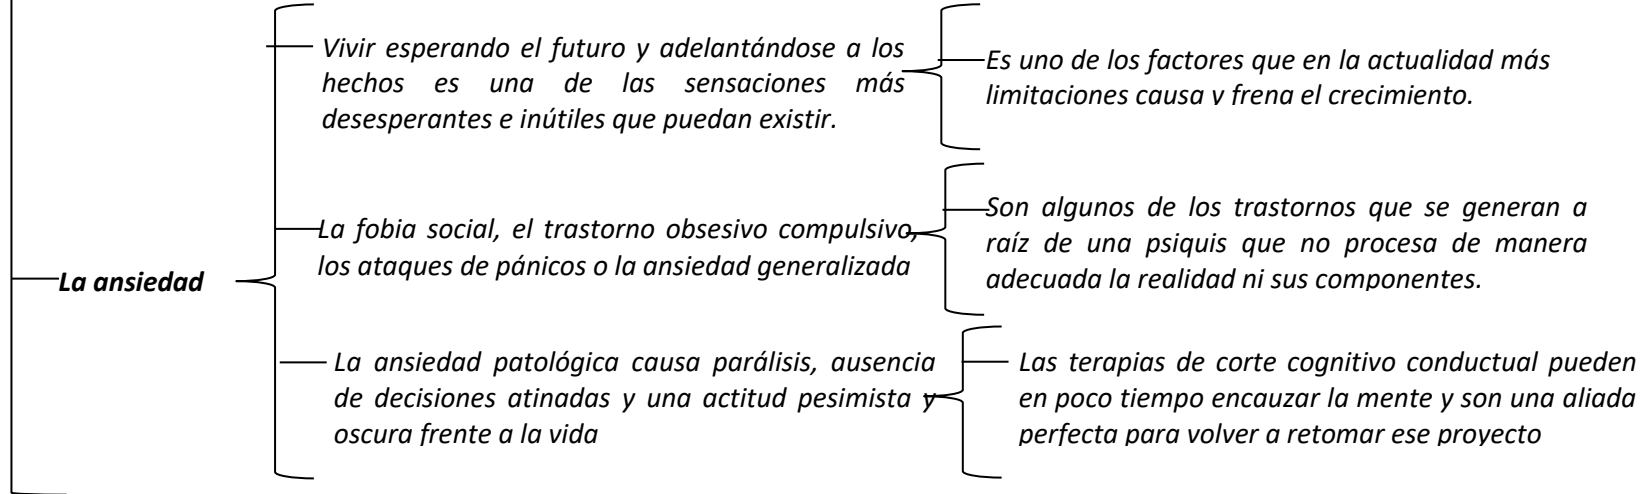 Vivir esperando el futuro y adelantándose a los
hechos es una de las sensaciones más
desesperantes e inútiles que puedan existir.
Es uno de los factores que en la actualidad más
limitaciones causa y frena el crecimiento.
La ansiedad
La fobia social, el trastorno obsesivo compulsivo,
los ataques de pánicos o la ansiedad generalizada
Son algunos de los trastornos que se generan a
raíz de una psiquis que no procesa de manera
adecuada la realidad ni sus componentes.
La ansiedad patológica causa parálisis, ausencia
de decisiones atinadas y una actitud pesimista y
oscura frente a la vida
Las terapias de corte cognitivo conductual pueden
en poco tiempo encauzar la mente y son una aliada
perfecta para volver a retomar ese proyecto